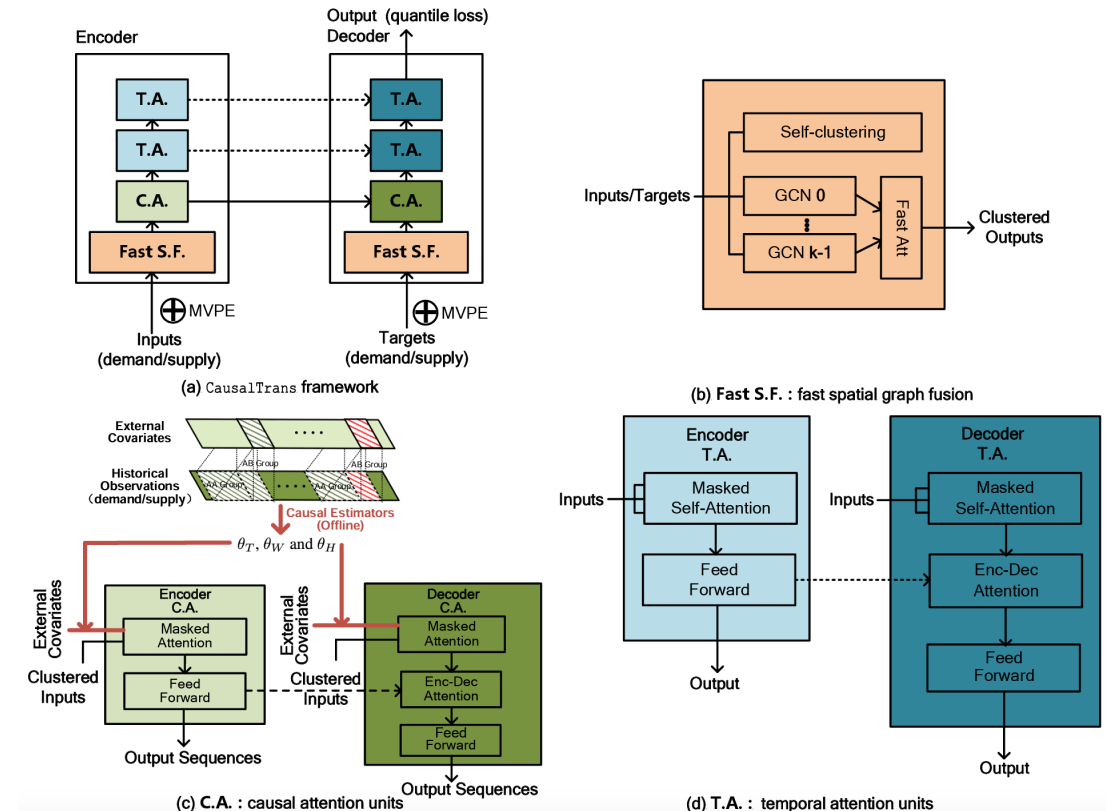 Output (quantile loss)
Encoder
Decoder
T.A.
T.A.
T.A.
T.A.
C.A.
C.A.
Fast S.F.
Fast S.F.
MVPE
MVPE
Inputs
(demand/supply)
Targets
(demand/supply)
(a) CausalTrans framework
Self-clustering
Inputs/Targets
GCN 0
GCN k-1
Fast Att
Clustered
Outputs
(b) Fast S.F. : fast spatial graph fusion
External
Covariates
AB Group
AB Group
Historical
Observations
(demand/supply)
AA Group
AA Group
Causal Estimators
(Offline)
θ_T, θ_W and θ_H
Encoder
C.A.
External
Covariates
Masked
Attention
Clustered
Inputs
Feed
Forward
Output Sequences
Decoder
C.A.
External
Covariates
Masked
Attention
Clustered
Inputs
Enc-Dec
Attention
Feed
Forward
Output Sequences
(c) C.A. : causal attention units
Encoder
T.A.
Inputs
Masked
Self-Attention
Feed
Forward
Output
Decoder
T.A.
Inputs
Masked
Self-Attention
Enc-Dec
Attention
Feed
Forward
Output
(d) T.A. : temporal attention units